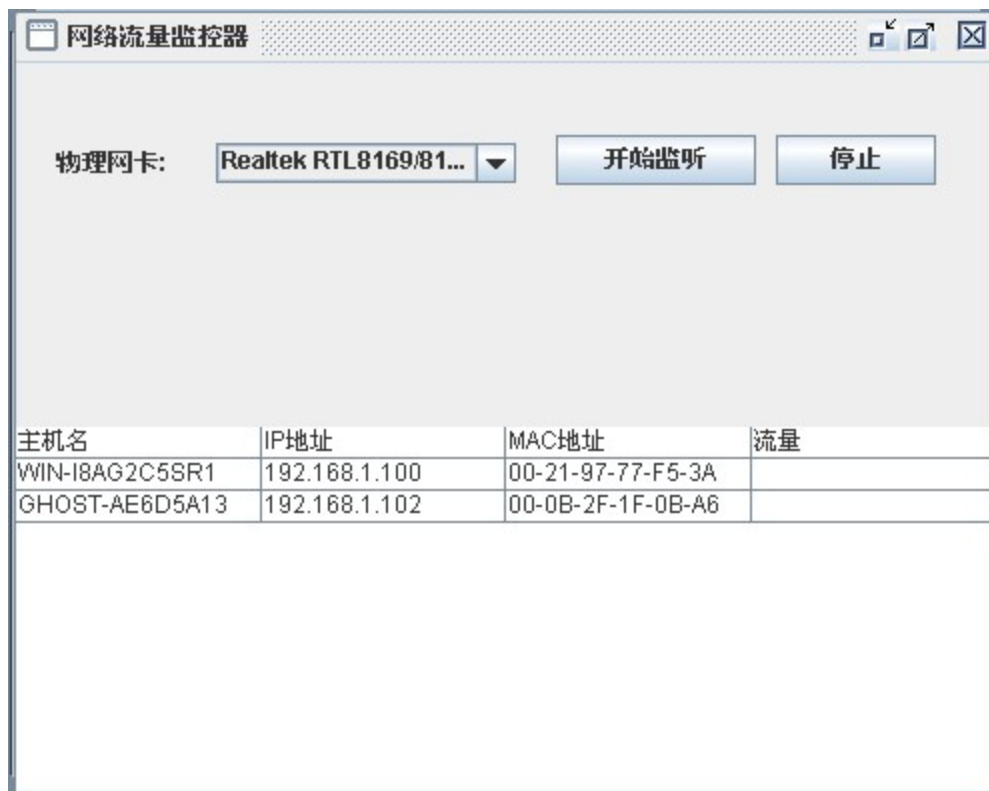 网络流量监控器
物理网卡: Realtek RTL8169/81... 开始监听 停止
主机名 IP地址 MAC地址 流量
WIN-I8AG2C5SR1 192.168.1.100 00-21-97-77-F5-3A
GHOST-AE6D5A13 192.168.1.102 00-0B-2F-1F-0B-A6